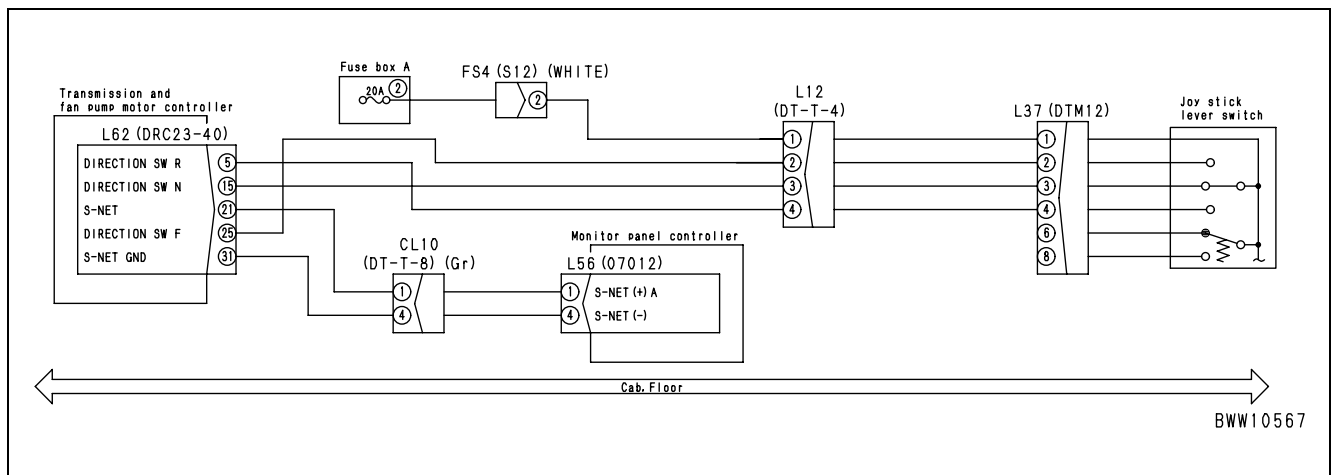 Fuse box A
20A 2
FS4 (S12) (WHITE)
2
Transmission and
fan pump motor controller
L62 (DRC23-40)
DIRECTION SW R 5
DIRECTION SW N 15
S-NET 21
DIRECTION SW F 25
S-NET GND 31
CL10
(DT-T-8) (Gr)
1
4
Monitor panel controller
L56 (07012)
1 S-NET (+) A
4 S-NET (-)
L12
(DT-T-4)
1
2
3
4
L37 (DTM12)
1
2
3
4
6
8
Joy stick
lever switch
Cab, Floor
BWW10567